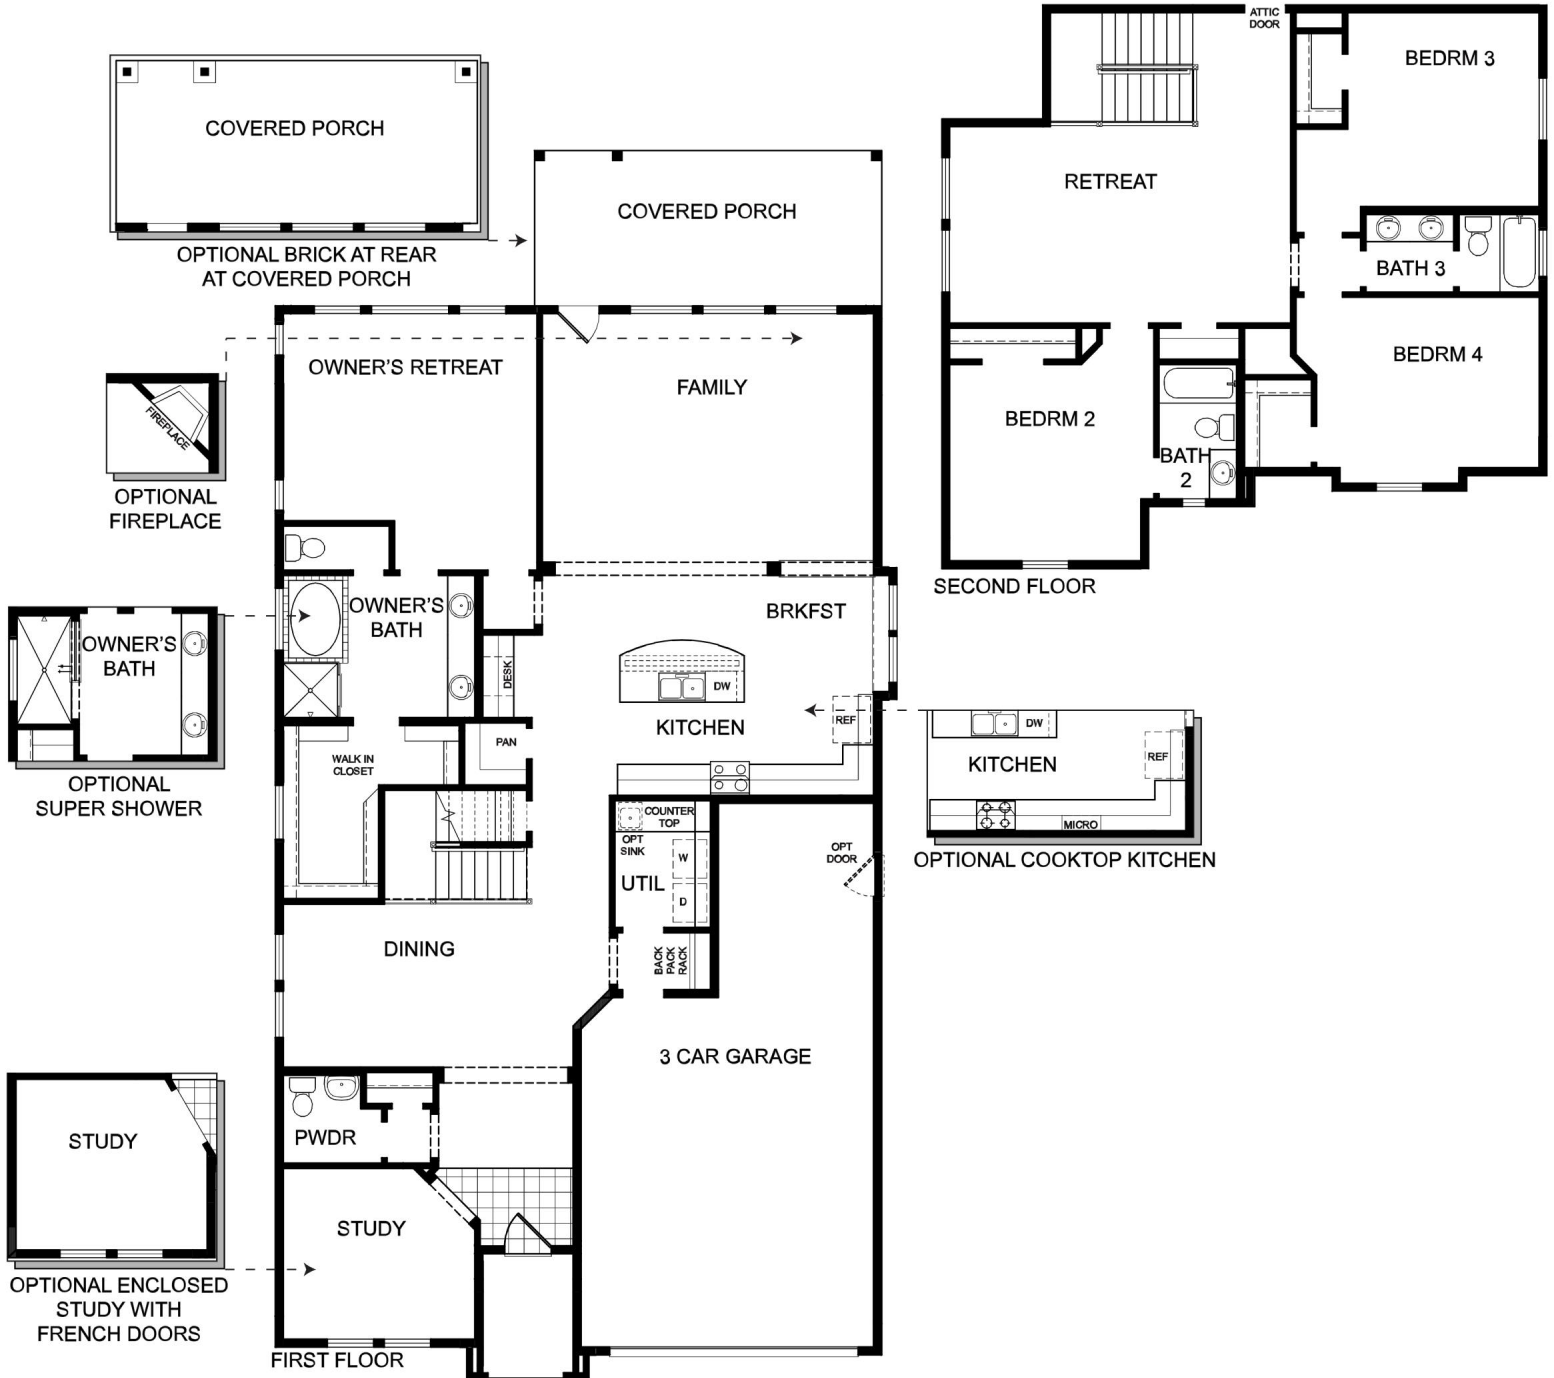 COVERED PORCH
OPTIONAL BRICK AT REAR
AT COVERED PORCH
FIREPLACE
OPTIONAL
FIREPLACE
OWNER'S
BATH
OPTIONAL
SUPER SHOWER
STUDY
OPTIONAL ENCLOSED
STUDY WITH
FRENCH DOORS
COVERED PORCH
OWNER'S RETREAT
FAMILY
OWNER'S
BATH
BRKFST
DESK
DW
KITCHEN
REF
PAN
WALK IN
CLOSET
COUNTER
TOP
OPT
SINK
W
UTIL
D
OPT
DOOR
DINING
BACK
PACK
RACK
3 CAR GARAGE
PWDR
STUDY
FIRST FLOOR
DW
KITCHEN
REF
MICRO
OPTIONAL COOKTOP KITCHEN
ATTIC
DOOR
BEDRM 3
RETREAT
BATH 3
BEDRM 4
BEDRM 2
BATH
2
SECOND FLOOR